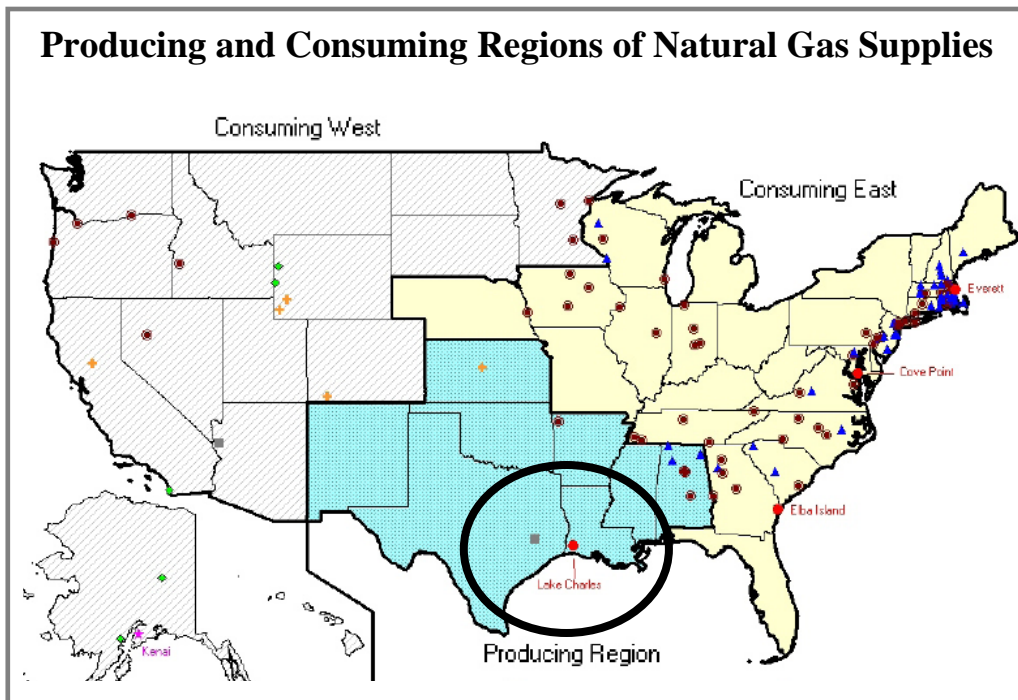 Producing and Consuming Regions of Natural Gas Supplies
Consuming West
Consuming East
Everett
Cove Point
Elba Island
Lake Charles
Kenai
Producing Region